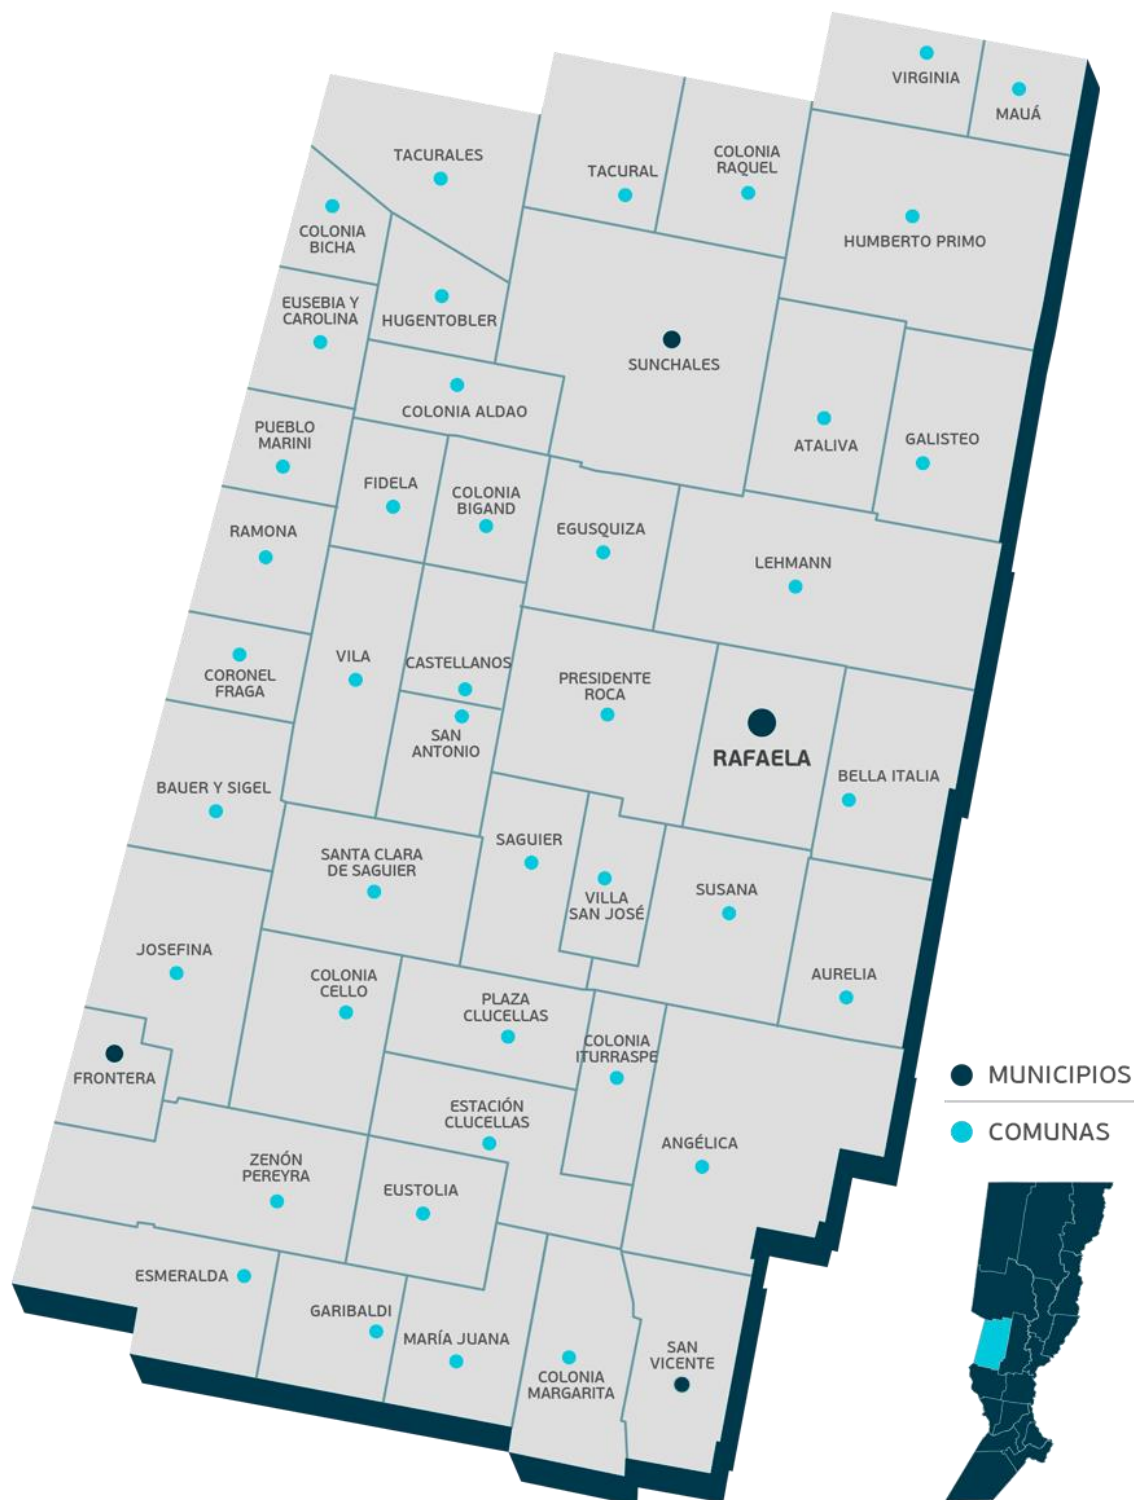 VIRGINIA
MAUÁ
TACURALES
TACURAL
COLONIA
RAQUEL
HUMBERTO PRIMO
COLONIA
BICHA
EUSEBIA Y
CAROLINA
HUGENTOBLER
SUNCHALES
COLONIA ALDAO
ATALIVA
GALISTEO
PUEBLO
MARINI
FIDELA
COLONIA
BIGAND
EGUSQUIZA
RAMONA
LEHMANN
VILA
CASTELLANOS
CORONEL
FRAGA
PRESIDENTE
ROCA
SAN
ANTONIO
RAFAELA
BELLA ITALIA
BAUER Y SIGEL
SAGUIER
SANTA CLARA
DE SAGUIER
VILLA
SAN JOSÉ
SUSANA
JOSEFINA
COLONIA
CELLO
AURELIA
PLAZA
CLUCELLAS
COLONIA
ITURRASPE
FRONTERA
MUNICIPIOS
ESTACIÓN
CLUCELLAS
COMUNAS
ANGÉLICA
ZENÓN
PEREYRA
EUSTOLIA
ESMERALDA
GARIBALDI
MARÍA JUANA
SAN
VICENTE
COLONIA
MARGARITA